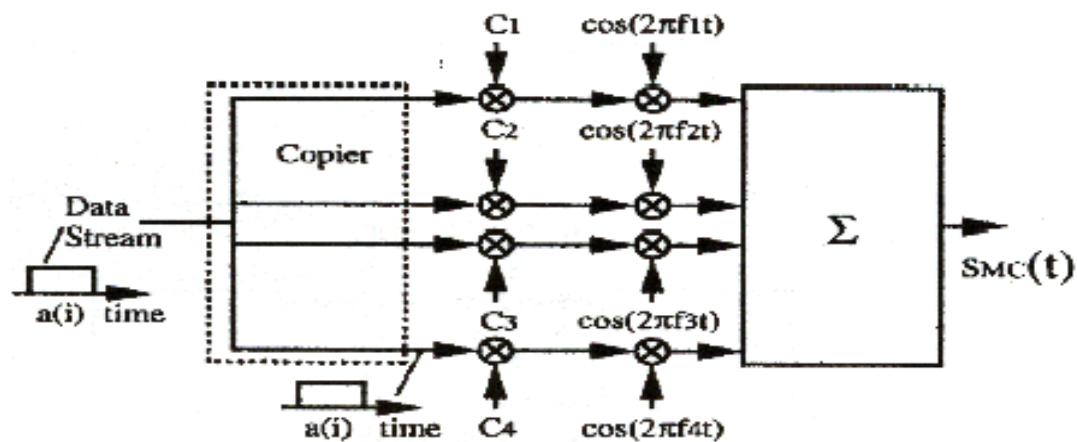 C1 cos(2πf1t)
C2 cos(2πf2t)
Copier
Data
Stream
Σ
SMC(t)
a(i) time
C3 cos(2πf3t)
a(i) time
C4 cos(2πf4t)